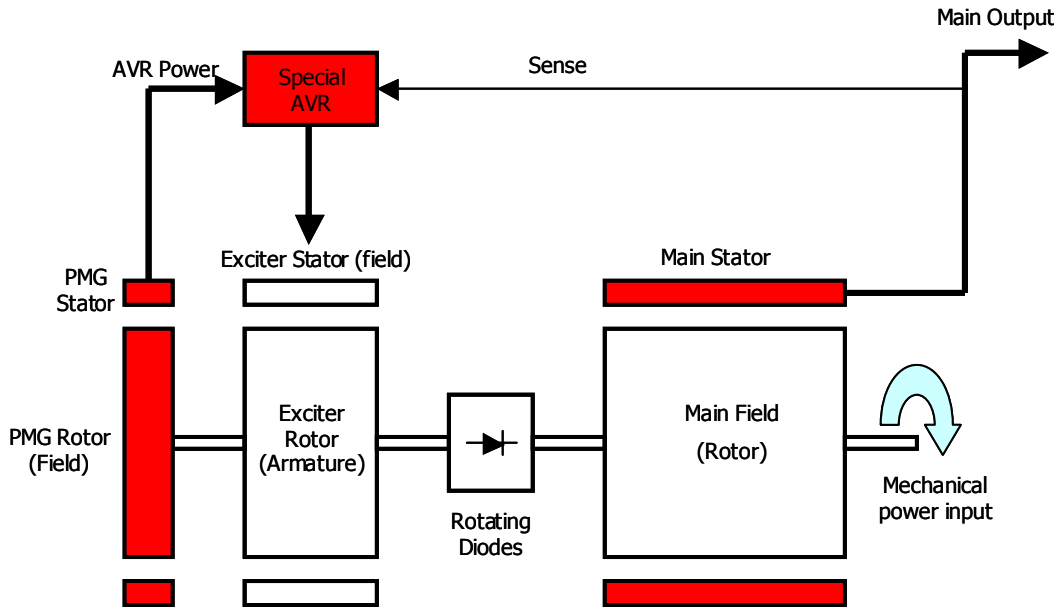 Main Output
AVR Power
Special
AVR
Sense
Exciter Stator (field)
Main Stator
PMG
Stator
PMG Rotor
(Field)
Exciter
Rotor
(Armature)
Main Field
(Rotor)
Rotating
Diodes
Mechanical
power input